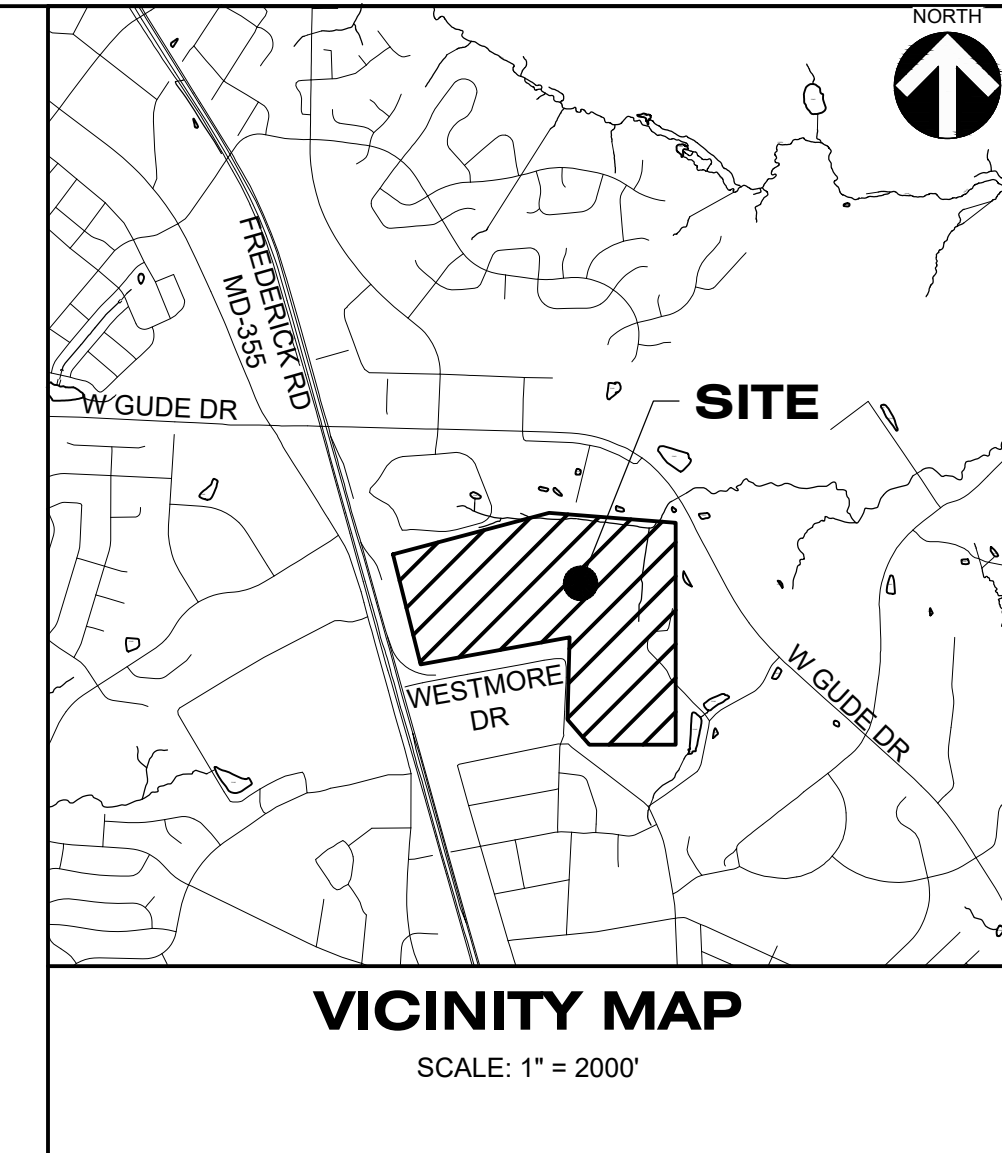 NORTH
FREDERICK RD
MD-355
W GUDE DR
SITE
WESTMORE
DR
W GUDE DR
VICINITY MAP
SCALE: 1" = 2000'